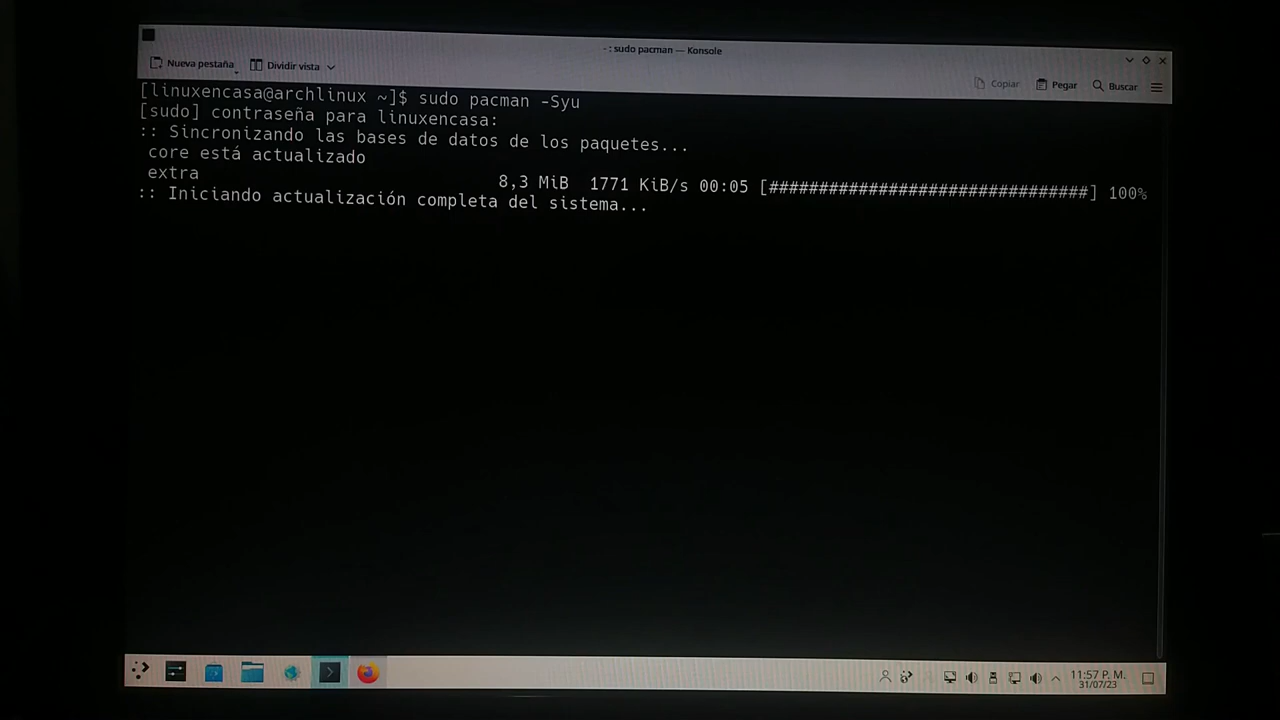 ~ : sudo pacman — Konsole
Nueva pestaña Dividir vista Copiar Pegar Buscar
[linuxencasa@archlinux ~]$ sudo pacman -Syu
[sudo] contraseña para linuxencasa:
:: Sincronizando las bases de datos de los paquetes...
core está actualizado
extra 8,3 MiB 1771 KiB/s 00:05 [################################] 100%
:: Iniciando actualización completa del sistema...
11:57 P. M.
31/07/23